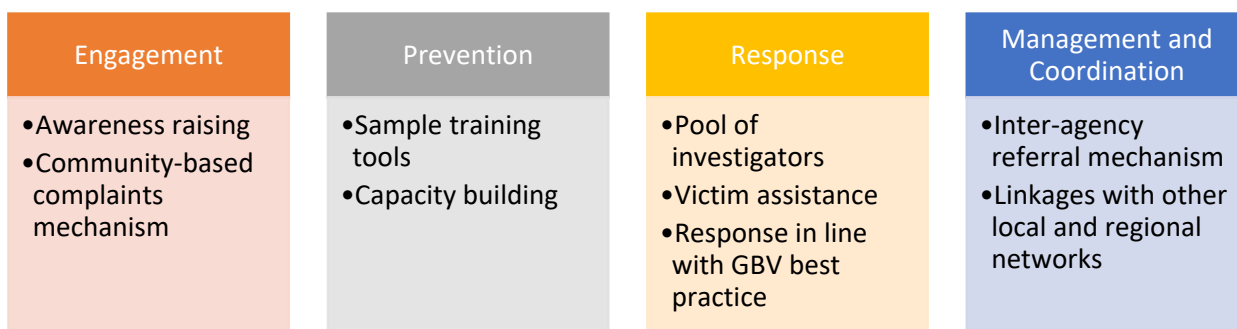 Engagement
•Awareness raising
•Community-based
complaints
mechanism
Prevention
•Sample training
tools
•Capacity building
Response
•Pool of
investigators
•Victim assistance
•Response in line
with GBV best
practice
Management and
Coordination
•Inter-agency
referral mechanism
•Linkages with other
local and regional
networks